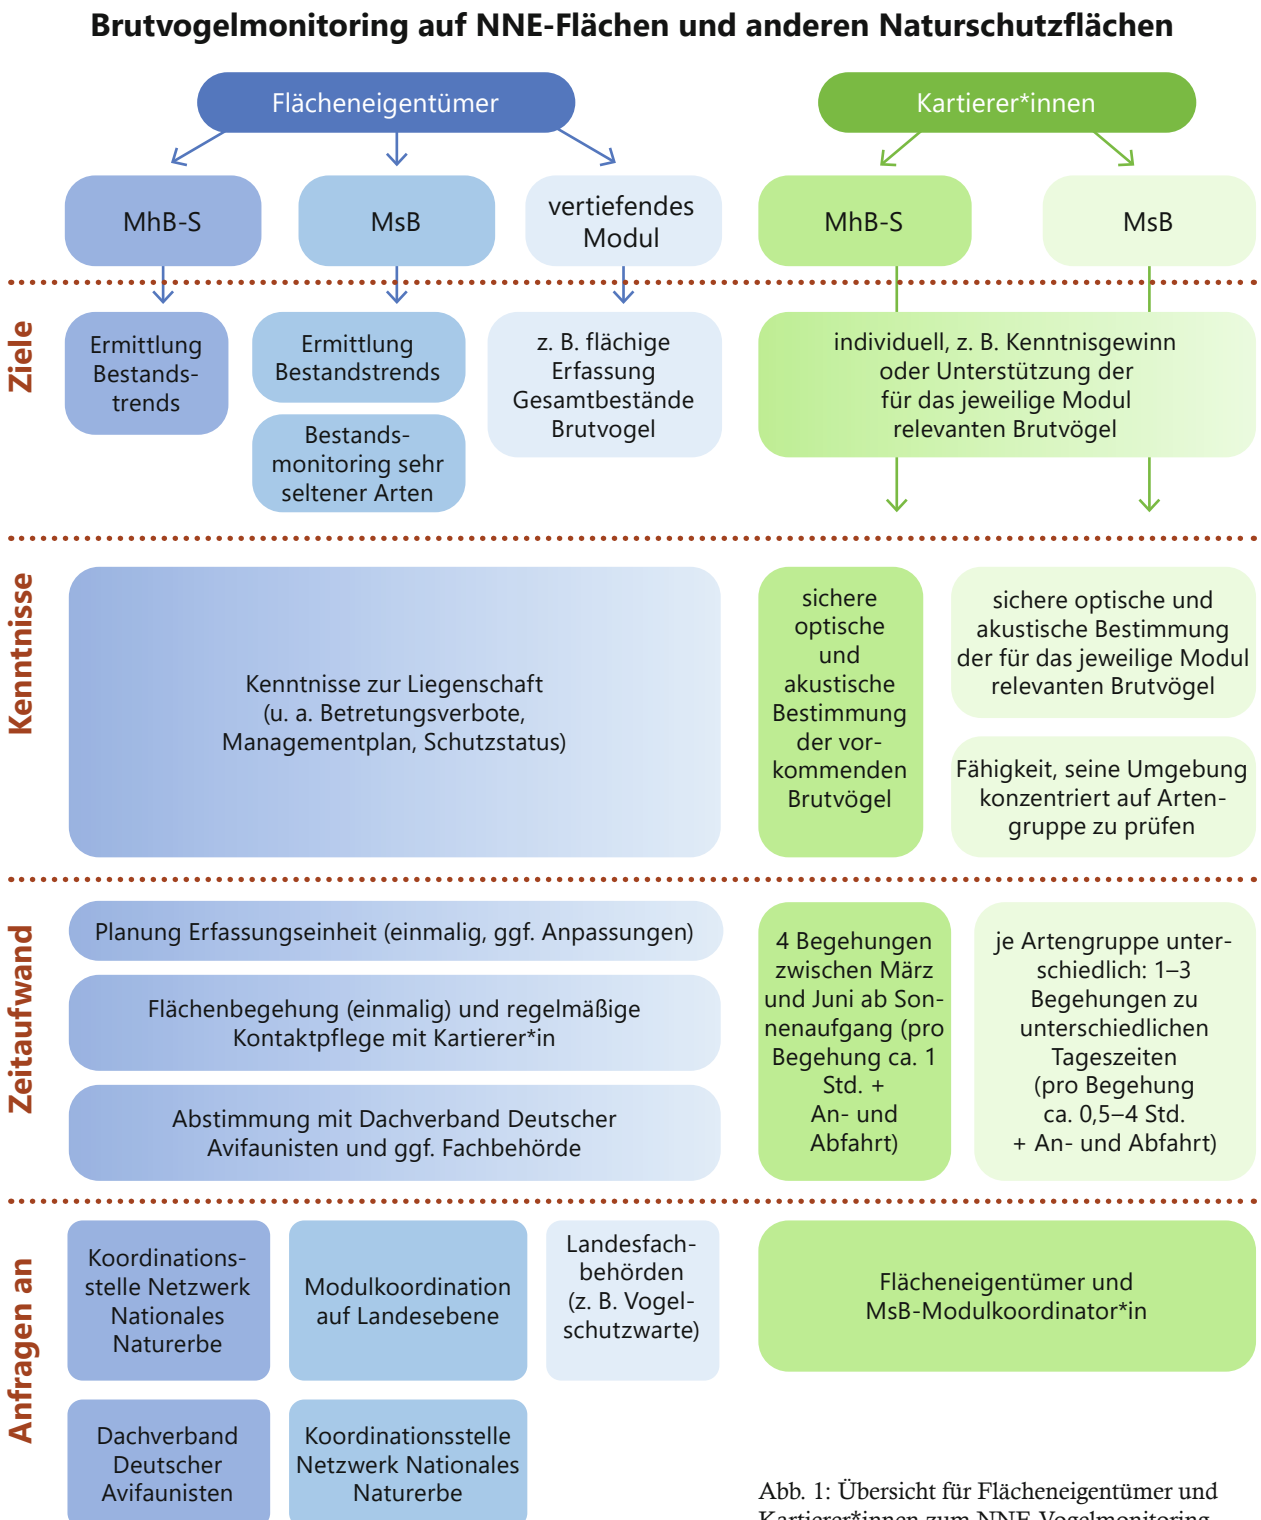 Brutvogelmonitoring auf NNE-Flächen und anderen Naturschutzflächen
Flächeneigentümer
Kartierer*innen
MhB-S
MsB
vertiefendes
Modul
MhB-S
MsB
Ziele
Ermittlung
Bestands-
trends
Ermittlung
Bestandstrends
Bestands-
monitoring sehr
seltener Arten
z. B. flächige
Erfassung
Gesamtbestände
Brutvogel
individuell, z. B. Kenntnisgewinn
oder Unterstützung der
für das jeweilige Modul
relevanten Brutvögel
Kenntnisse
Kenntnisse zur Liegenschaft
(u. a. Betretungsverbote,
Managementplan, Schutzstatus)
sichere
optische
und
akustische
Bestimmung
der vor-
kommenden
Brutvögel
sichere optische und
akustische Bestimmung
der für das jeweilige Modul
relevanten Brutvögel
Fähigkeit, seine Umgebung
konzentriert auf Arten-
gruppe zu prüfen
Zeitaufwand
Planung Erfassungseinheit (einmalig, ggf. Anpassungen)
Flächenbegehung (einmalig) und regelmäßige
Kontaktpflege mit Kartierer*in
Abstimmung mit Dachverband Deutscher
Avifaunisten und ggf. Fachbehörde
4 Begehungen
zwischen März
und Juni ab Son-
nenaufgang (pro
Begehung ca. 1
Std. +
An- und
Abfahrt)
je Artengruppe unter-
schiedlich: 1–3
Begehungen zu
unterschiedlichen
Tageszeiten
(pro Begehung
ca. 0,5–4 Std.
+ An- und Abfahrt)
Anfragen an
Koordinations-
stelle Netzwerk
Nationales
Naturerbe
Dachverband
Deutscher
Avifaunisten
Modulkoordination
auf Landesebene
Koordinationsstelle
Netzwerk Nationales
Naturerbe
Landesfach-
behörden
(z. B. Vogel-
schutzwarte)
Flächeneigentümer und
MsB-Modulkoordinator*in
Abb. 1: Übersicht für Flächeneigentümer und
Kartierer*innen zum NNE-Vogelmonitoring